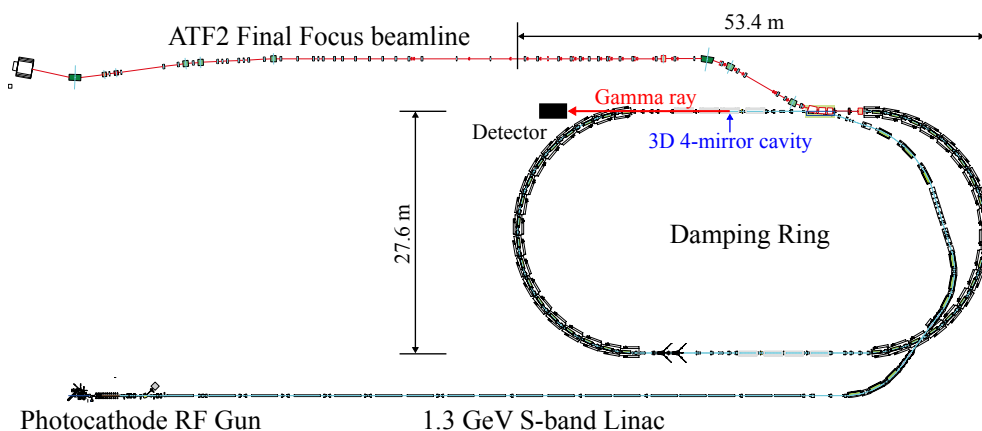 53.4 m
ATF2 Final Focus beamline
Gamma ray
Detector
3D 4-mirror cavity
27.6 m
Damping Ring
Photocathode RF Gun
1.3 GeV S-band Linac